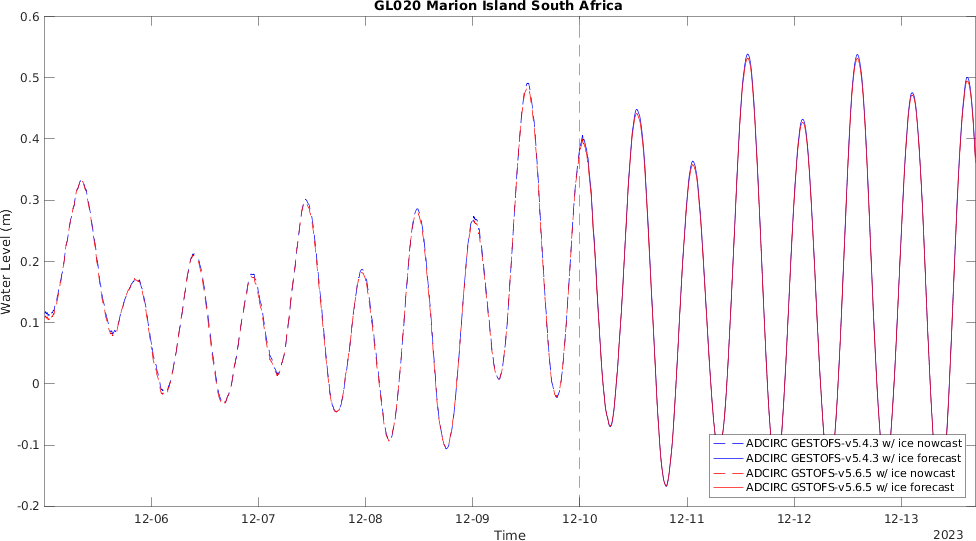 GL020 Marion Island South Africa
0.6
0.5
0.4
0.3
0.2
0.1
0
-0.1
-0.2
Water Level (m)
12-06
12-07
12-08
12-09
12-10
12-11
12-12
12-13
Time
2023
ADCIRC GESTOFS-v5.4.3 w/ ice nowcast
ADCIRC GESTOFS-v5.4.3 w/ ice forecast
ADCIRC GSTOFS-v5.6.5 w/ ice nowcast
ADCIRC GSTOFS-v5.6.5 w/ ice forecast